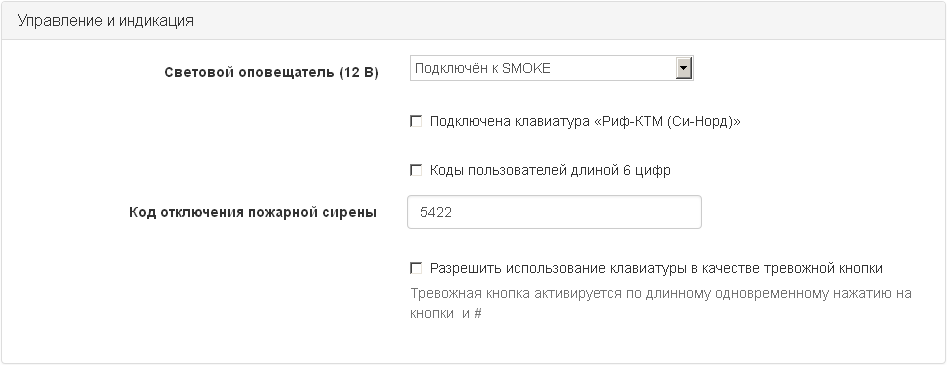 Управление и индикация
Световой оповещатель (12 В)
Подключён к SMOKE
Подключена клавиатура «Риф-КТМ (Си-Норд)»
Коды пользователей длиной 6 цифр
Код отключения пожарной сирены
5422
Разрешить использование клавиатуры в качестве тревожной кнопки
Тревожная кнопка активируется по длинному одновременному нажатию на
кнопки и #